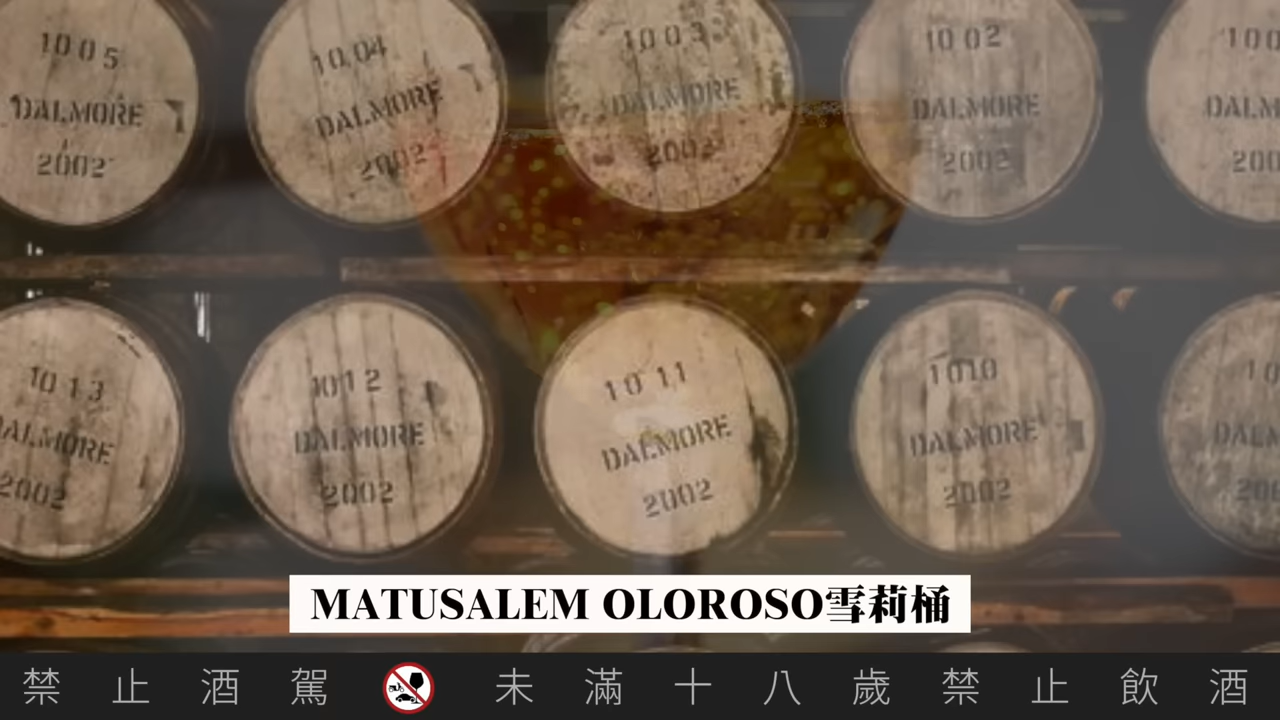 1005
DALMORE
2002
1004
DALMORE
2002
1003
DALMORE
2002
1002
DALMORE
2002
1013
DALMORE
2002
1012
DALMORE
2002
1011
DALMORE
2002
1010
DALMORE
2002
MATUSALEM OLOROSO雪莉桶
禁止酒駕 未滿十八歲禁止飲酒